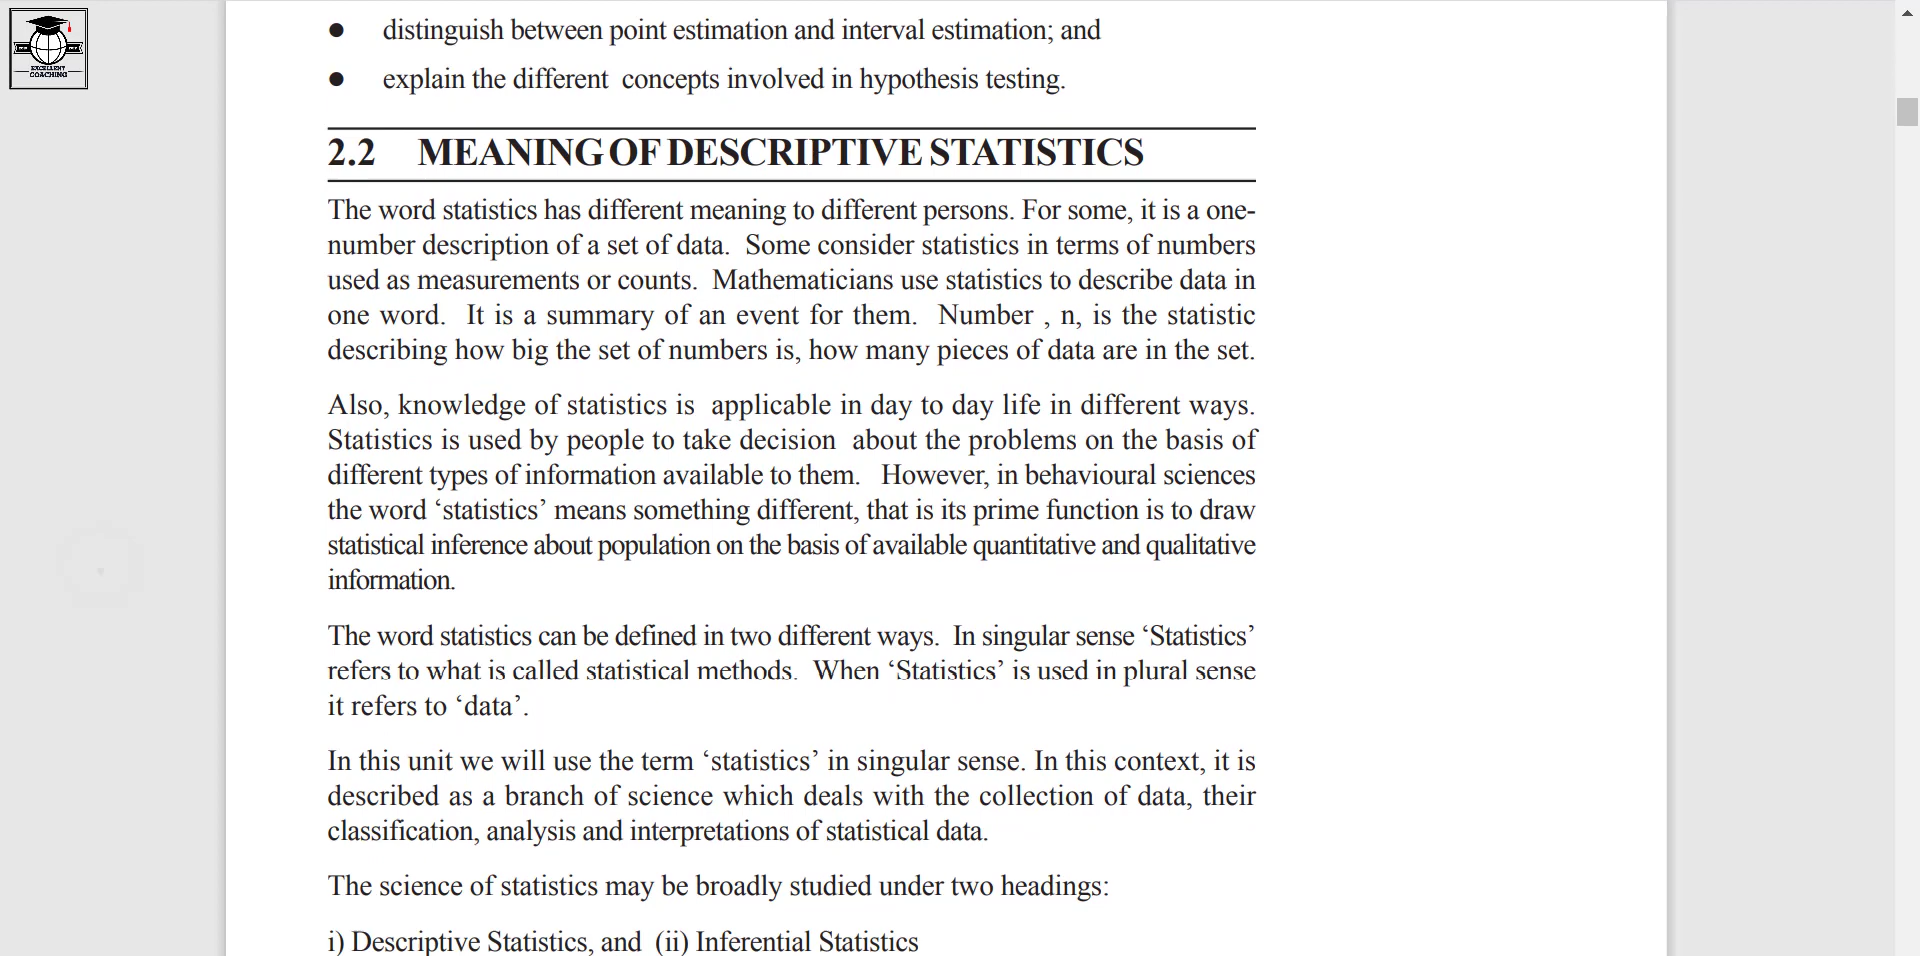 EXCELLENT
COACHING
● distinguish between point estimation and interval estimation; and
● explain the different concepts involved in hypothesis testing.
2.2 MEANING OF DESCRIPTIVE STATISTICS
The word statistics has different meaning to different persons. For some, it is a one-
number description of a set of data. Some consider statistics in terms of numbers
used as measurements or counts. Mathematicians use statistics to describe data in
one word. It is a summary of an event for them. Number , n, is the statistic
describing how big the set of numbers is, how many pieces of data are in the set.
Also, knowledge of statistics is applicable in day to day life in different ways.
Statistics is used by people to take decision about the problems on the basis of
different types of information available to them. However, in behavioural sciences
the word ‘statistics’ means something different, that is its prime function is to draw
statistical inference about population on the basis of available quantitative and qualitative
information.
The word statistics can be defined in two different ways. In singular sense ‘Statistics’
refers to what is called statistical methods. When ‘Statistics’ is used in plural sense
it refers to ‘data’.
In this unit we will use the term ‘statistics’ in singular sense. In this context, it is
described as a branch of science which deals with the collection of data, their
classification, analysis and interpretations of statistical data.
The science of statistics may be broadly studied under two headings:
i) Descriptive Statistics, and (ii) Inferential Statistics